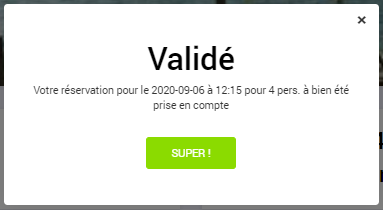 ×
Validé
Votre réservation pour le 2020-09-06 à 12:15 pour 4 pers. à bien été
prise en compte
SUPER !